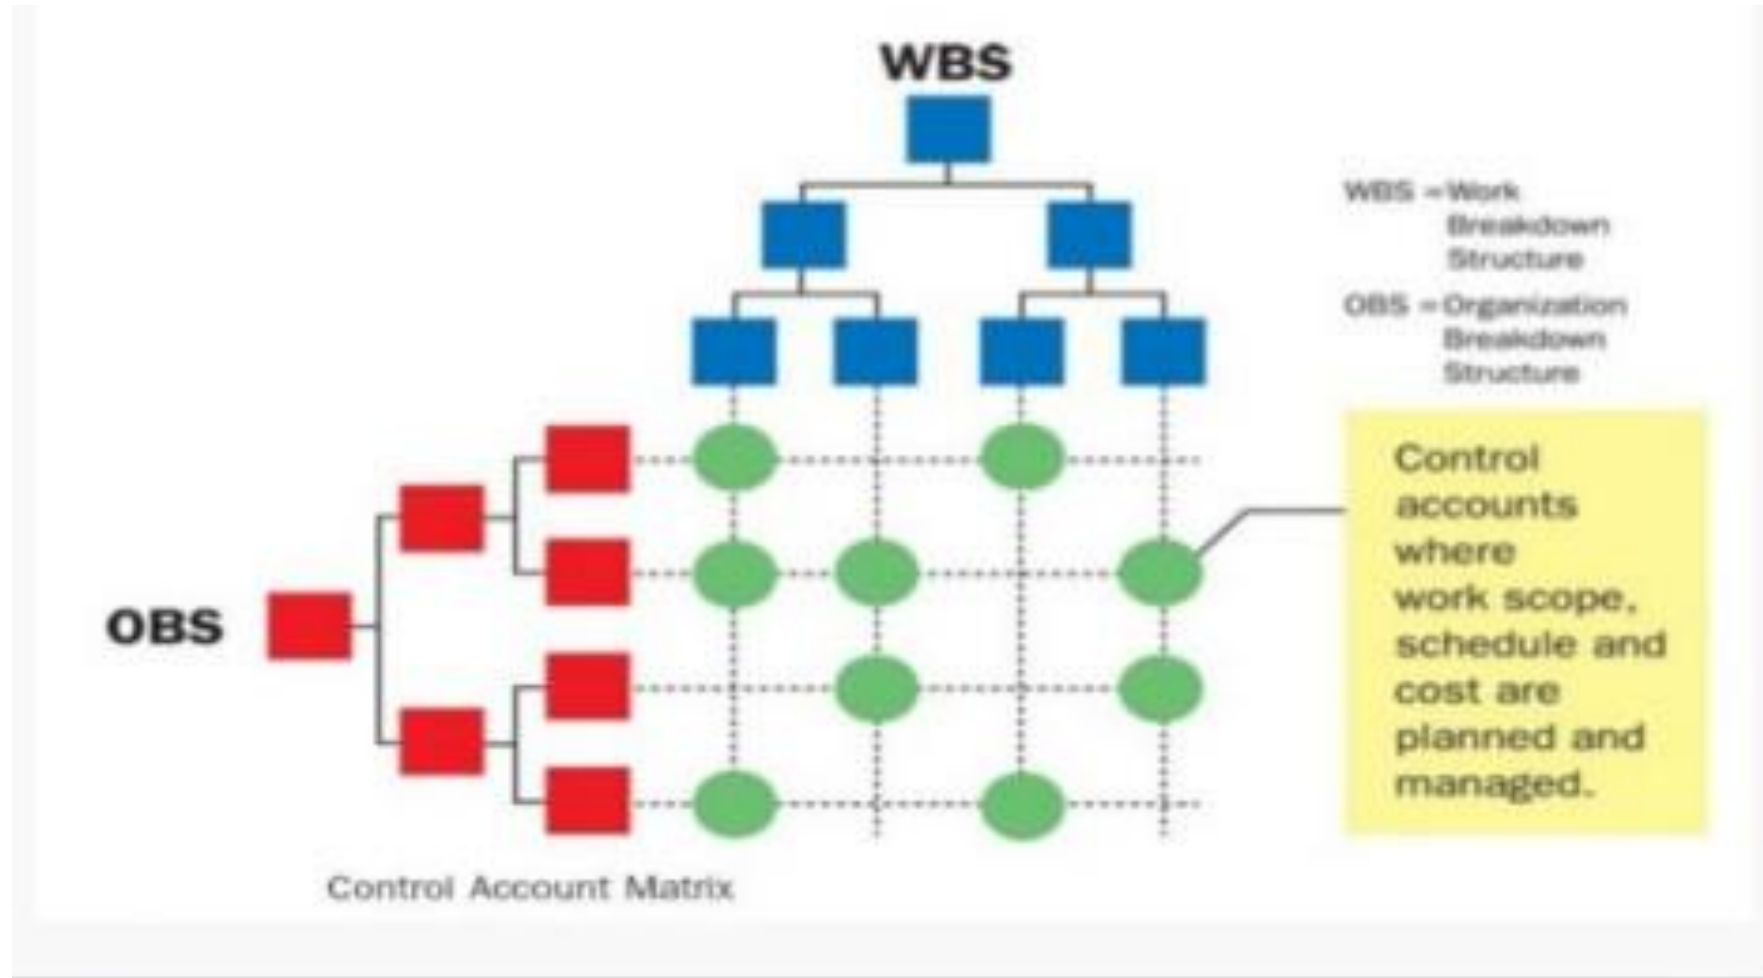 WBS
WBS = Work
Breakdown
Structure
OBS = Organization
Breakdown
Structure
OBS
Control
accounts
where
work scope,
schedule and
cost are
planned and
managed.
Control Account Matrix